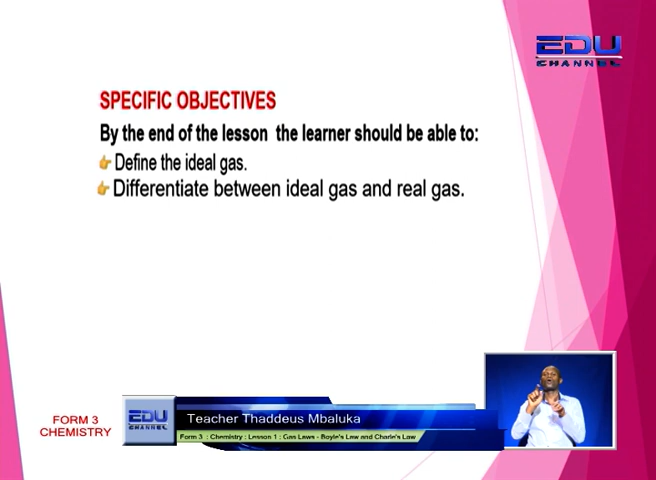 EDU
CHANNEL
SPECIFIC OBJECTIVES
By the end of the lesson the learner should be able to:
Define the ideal gas.
Differentiate between ideal gas and real gas.
FORM 3
CHEMISTRY
EDU
CHANNEL
Teacher Thaddeus Mbaluka
Form 3 : Chemistry : Lesson 1 : Gas Laws - Boyle's Law and Charle's Law